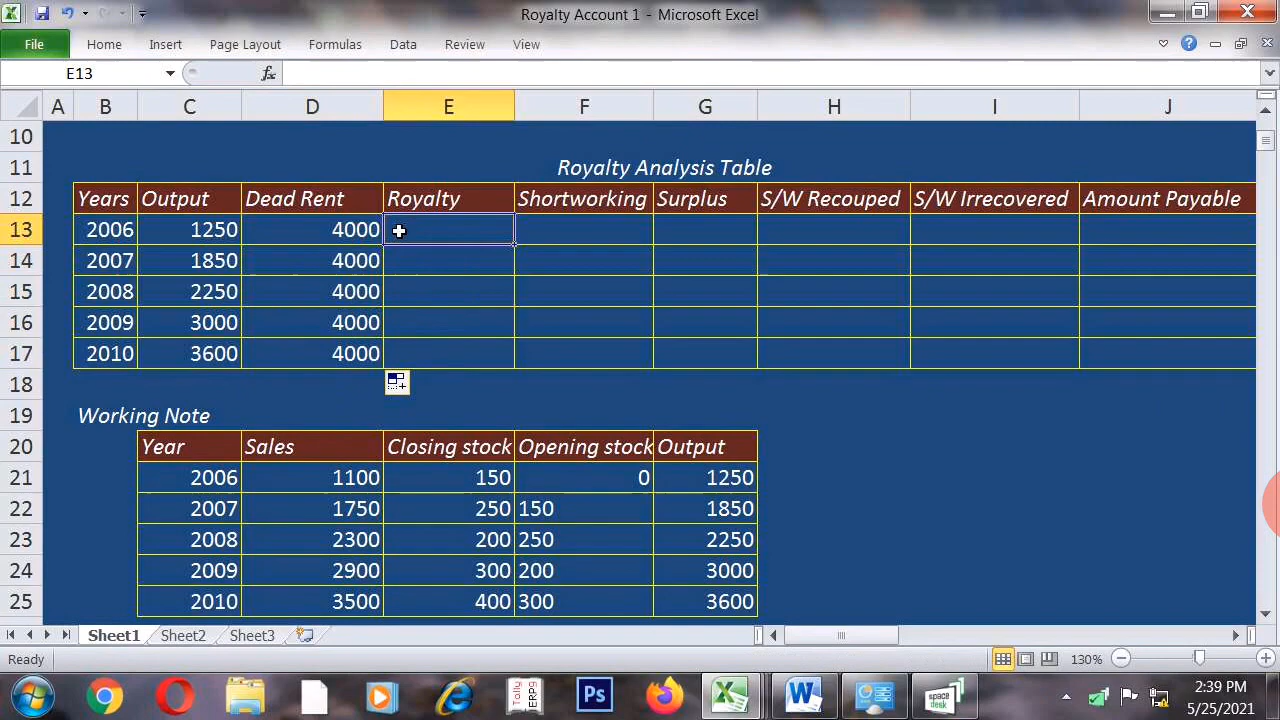 Royalty Account 1 - Microsoft Excel
File Home Insert Page Layout Formulas Data Review View
E13 fx
A B C D E F G H I J
10
11 Royalty Analysis Table
12 Years Output Dead Rent Royalty Shortworking Surplus S/W Recouped S/W Irrecovered Amount Payable
13 2006 1250 4000
14 2007 1850 4000
15 2008 2250 4000
16 2009 3000 4000
17 2010 3600 4000
18
19 Working Note
20 Year Sales Closing stock Opening stock Output
21 2006 1100 150 0 1250
22 2007 1750 250 150 1850
23 2008 2300 200 250 2250
24 2009 2900 300 200 3000
25 2010 3500 400 300 3600
Sheet1 Sheet2 Sheet3
Ready 130%
Tally ERP9 Ps W space desk 2:39 PM
5/25/2021